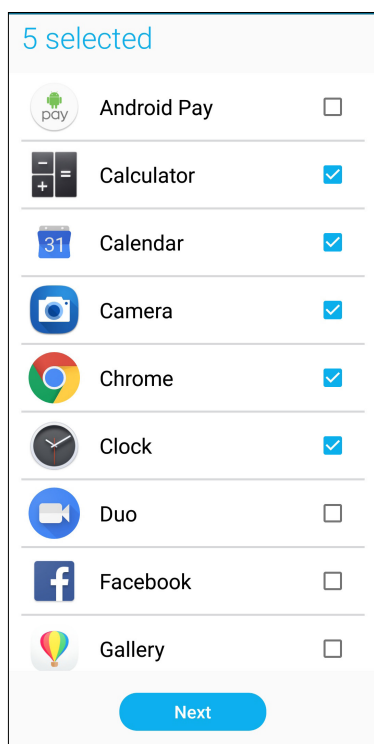 5 selected
pay
Android Pay
Calculator
31
Calendar
Camera
Chrome
Clock
Duo
f
Facebook
Gallery
Next